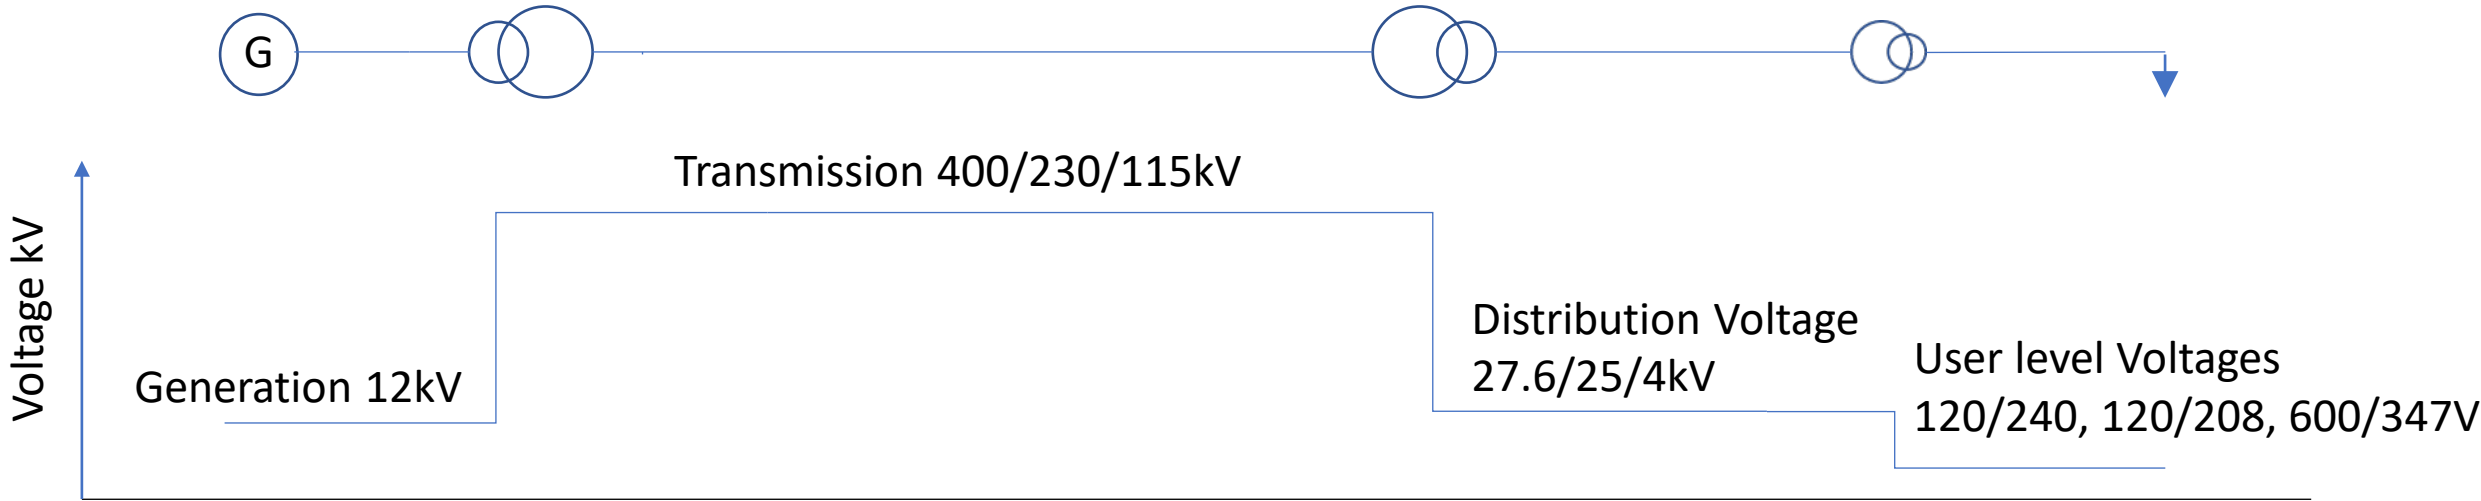 G
Transmission 400/230/115kV
Voltage kV
Generation 12kV
Distribution Voltage
27.6/25/4kV
User level Voltages
120/240, 120/208, 600/347V